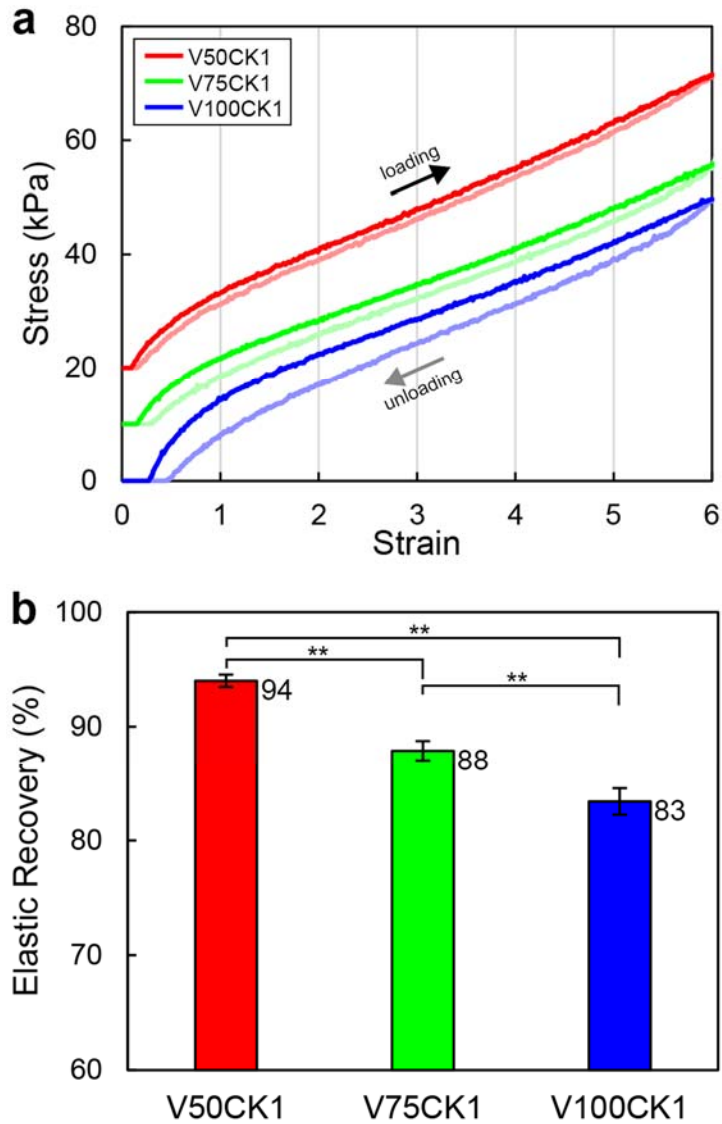 a
80
60
40
20
0
Stress (kPa)
V50CK1
V75CK1
V100CK1
loading
unloading
0 1 2 3 4 5 6
Strain
b
100
90
80
70
60
Elastic Recovery (%)
**
**
**
94
88
83
V50CK1 V75CK1 V100CK1